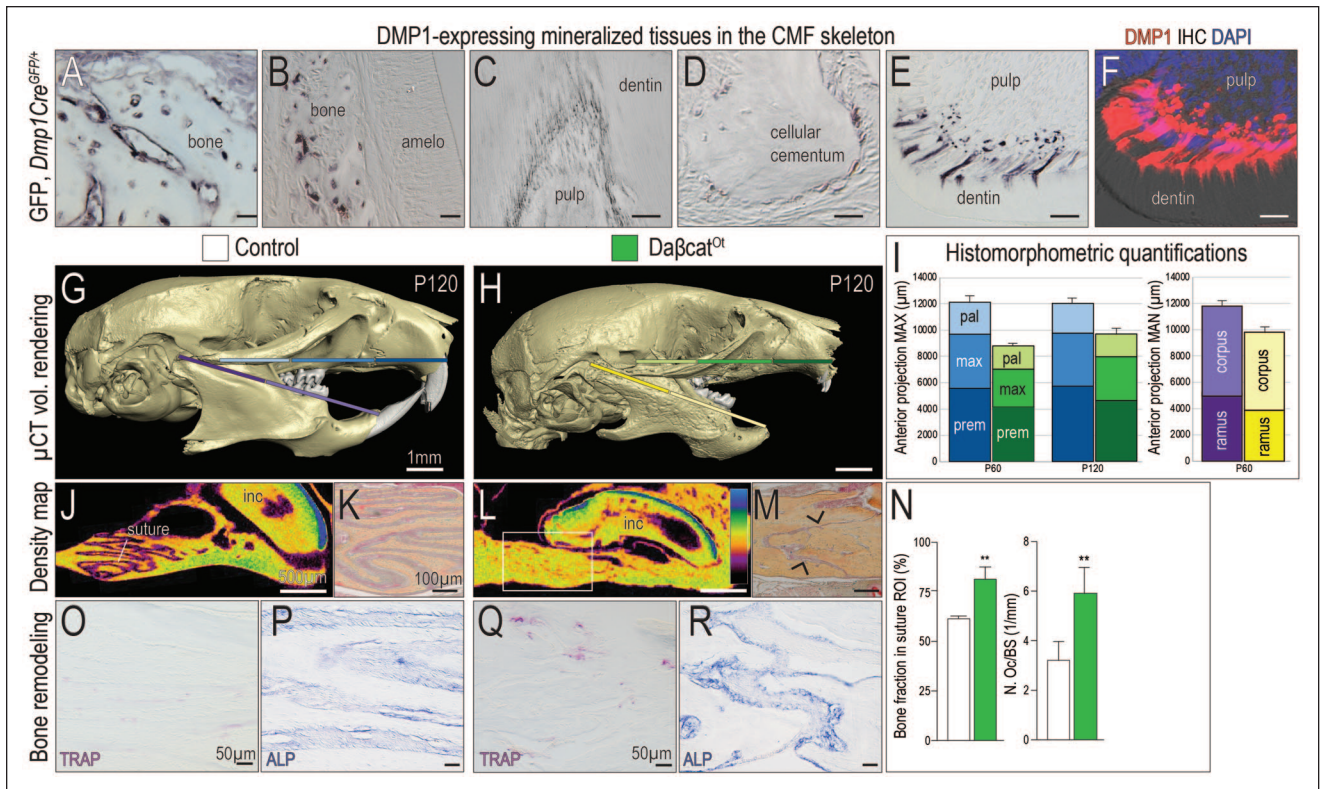 DMP1-expressing mineralized tissues in the CMF skeleton
DMP1 IHC DAPI
GFP, Dmp1Cre^GFP/+
A
bone
B
bone
amelo
C
dentin
pulp
D
cellular
cementum
E
pulp
dentin
F
pulp
dentin
Control
Daβcat^Ot
µCT vol. rendering
G
P120
1mm
H
P120
I
Histomorphometric quantifications
Anterior projection MAX (µm)
14000
12000
10000
8000
6000
4000
2000
0
pal
max
prem
pal
max
prem
P60
P120
Anterior projection MAN (µm)
14000
12000
10000
8000
6000
4000
2000
0
corpus
ramus
corpus
ramus
P60
Density map
J
inc
suture
500µm
K
100µm
L
inc
M
N
Bone fraction in suture ROI (%)
100
75
50
25
0
**
N. Oc/BS (1/mm)
8
6
4
2
0
**
Bone remodeling
O
TRAP
50µm
P
ALP
Q
TRAP
50µm
R
ALP